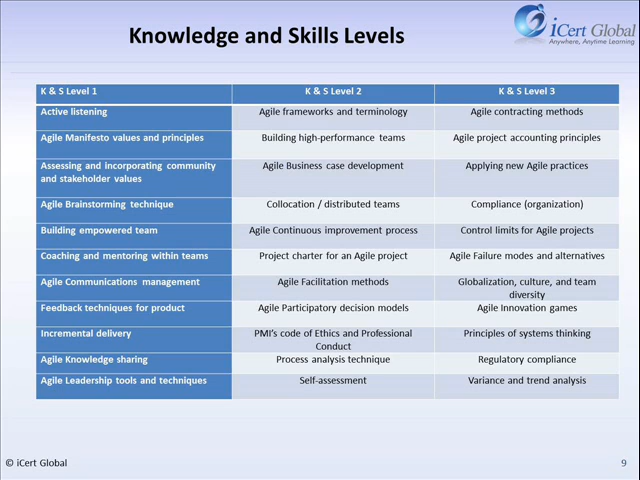 Knowledge and Skills Levels
iCert Global
Anywhere, Anytime Learning
K & S Level 1 K & S Level 2 K & S Level 3
Active listening Agile frameworks and terminology Agile contracting methods
Agile Manifesto values and principles Building high-performance teams Agile project accounting principles
Assessing and incorporating community Agile Business case development Applying new Agile practices
and stakeholder values
Agile Brainstorming technique Collocation / distributed teams Compliance (organization)
Building empowered team Agile Continuous improvement process Control limits for Agile projects
Coaching and mentoring within teams Project charter for an Agile project Agile Failure modes and alternatives
Agile Communications management Agile Facilitation methods Globalization, culture, and team
diversity
Feedback techniques for product Agile Participatory decision models Agile Innovation games
Incremental delivery PMI's code of Ethics and Professional Principles of systems thinking
Conduct
Agile Knowledge sharing Process analysis technique Regulatory compliance
Agile Leadership tools and techniques Self-assessment Variance and trend analysis
© iCert Global 9